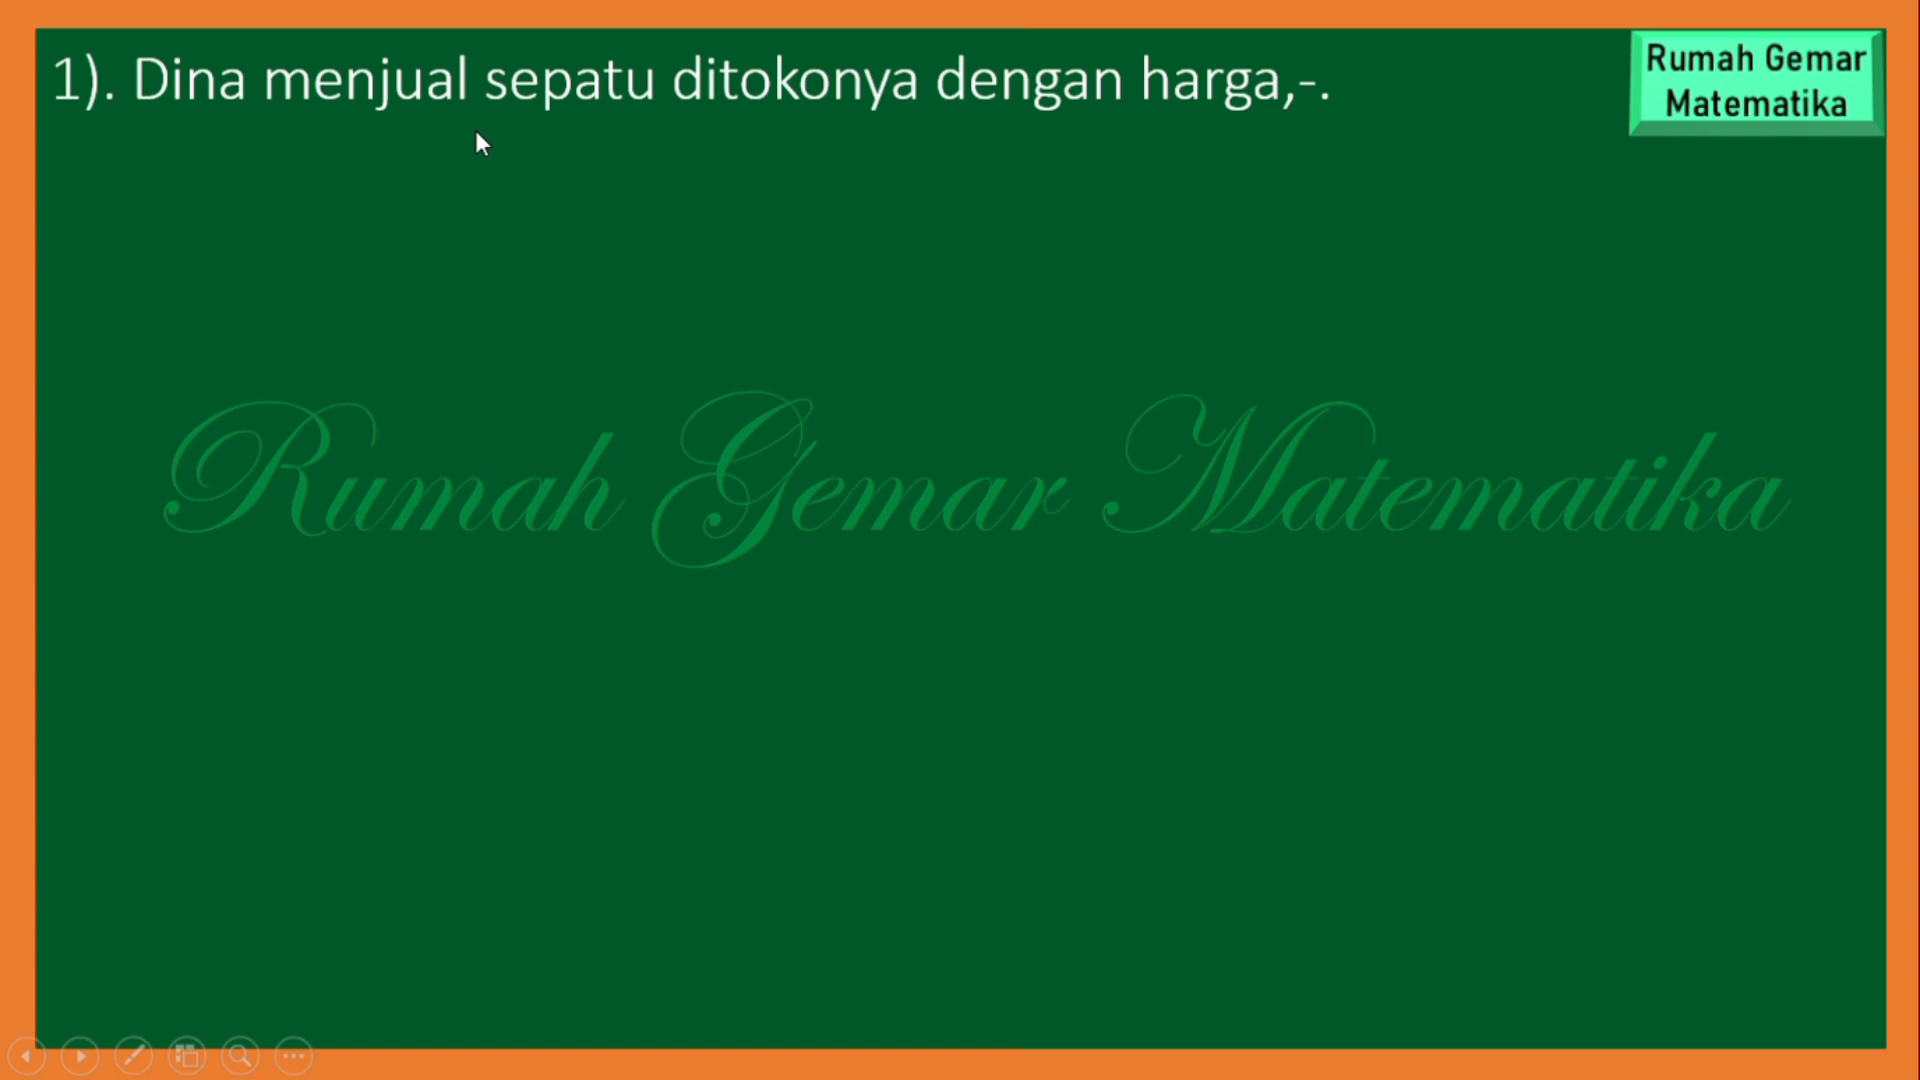 1). Dina menjual sepatu ditokonya dengan harga,-.
Rumah Gemar
Matematika
Rumah Gemar Matematika